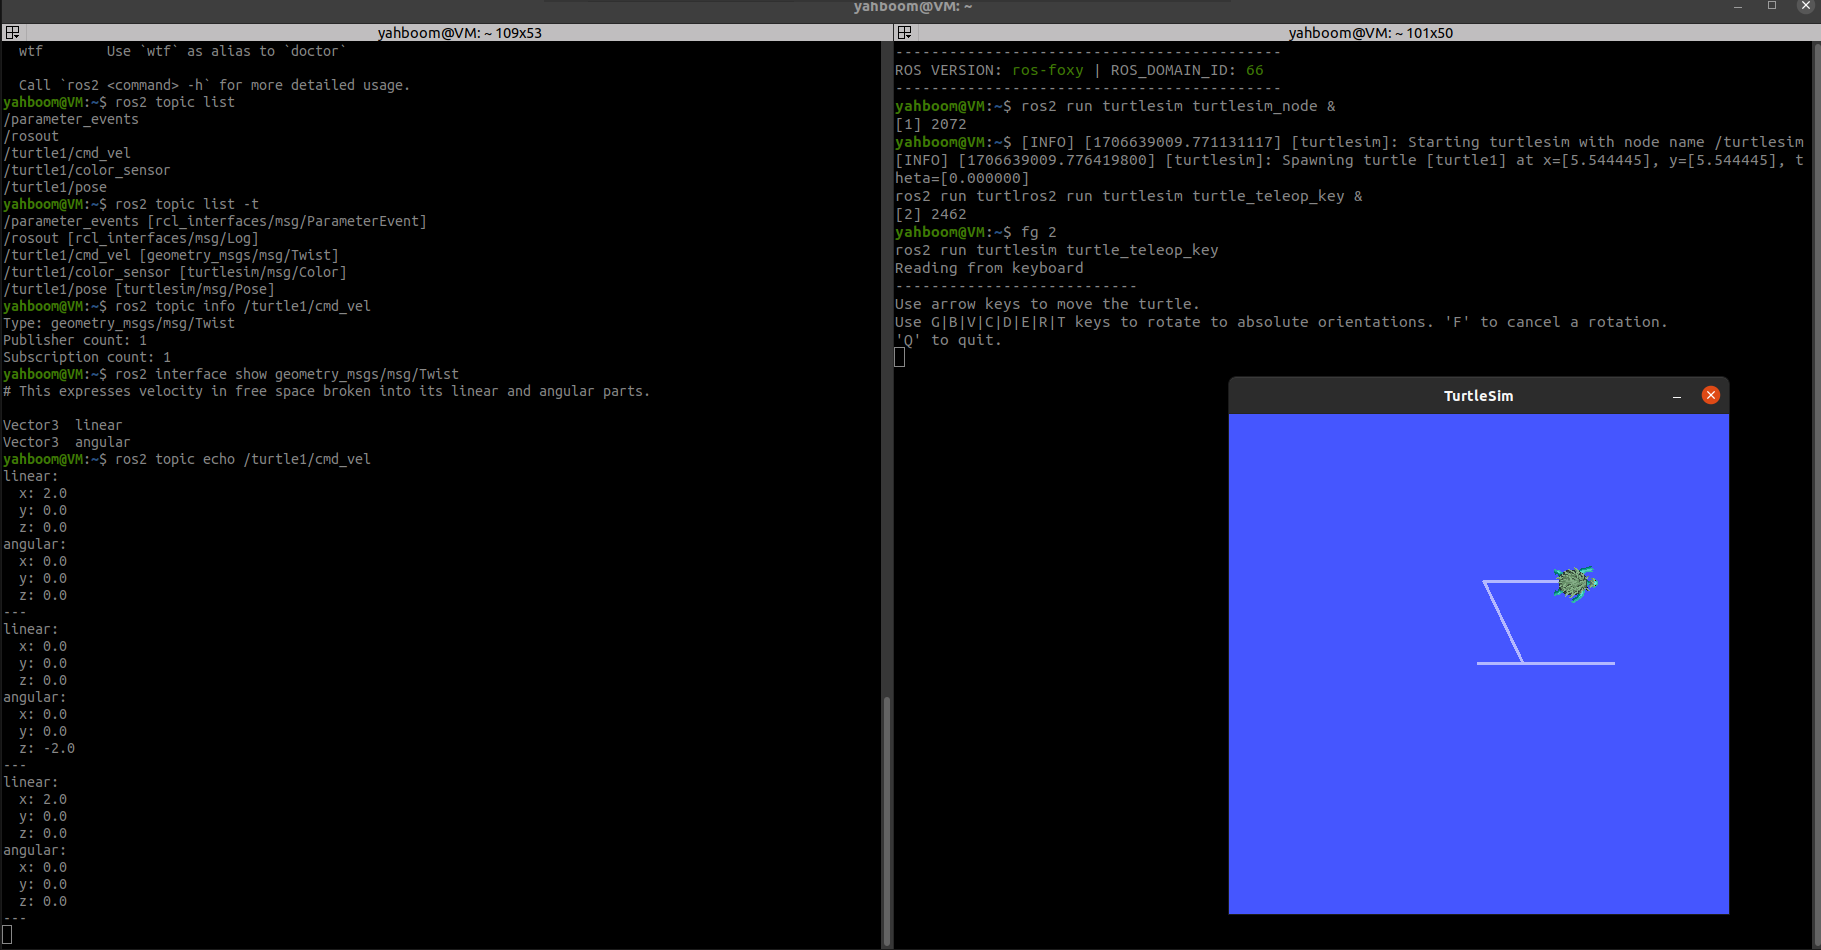 yahboom@VM: ~
yahboom@VM: ~ 109x53
  wtf        Use `wtf` as alias to `doctor`

  Call `ros2 <command> -h` for more detailed usage.
yahboom@VM:~$ ros2 topic list
/parameter_events
/rosout
/turtle1/cmd_vel
/turtle1/color_sensor
/turtle1/pose
yahboom@VM:~$ ros2 topic list -t
/parameter_events [rcl_interfaces/msg/ParameterEvent]
/rosout [rcl_interfaces/msg/Log]
/turtle1/cmd_vel [geometry_msgs/msg/Twist]
/turtle1/color_sensor [turtlesim/msg/Color]
/turtle1/pose [turtlesim/msg/Pose]
yahboom@VM:~$ ros2 topic info /turtle1/cmd_vel
Type: geometry_msgs/msg/Twist
Publisher count: 1
Subscription count: 1
yahboom@VM:~$ ros2 interface show geometry_msgs/msg/Twist
# This expresses velocity in free space broken into its linear and angular parts.

Vector3  linear
Vector3  angular
yahboom@VM:~$ ros2 topic echo /turtle1/cmd_vel
linear:
  x: 2.0
  y: 0.0
  z: 0.0
angular:
  x: 0.0
  y: 0.0
  z: 0.0
---
linear:
  x: 0.0
  y: 0.0
  z: 0.0
angular:
  x: 0.0
  y: 0.0
  z: -2.0
---
linear:
  x: 2.0
  y: 0.0
  z: 0.0
angular:
  x: 0.0
  y: 0.0
  z: 0.0
---
yahboom@VM: ~ 101x50
-------------------------------------------
ROS VERSION: ros-foxy | ROS_DOMAIN_ID: 66
-------------------------------------------
yahboom@VM:~$ ros2 run turtlesim turtlesim_node &
[1] 2072
yahboom@VM:~$ [INFO] [1706639009.771131117] [turtlesim]: Starting turtlesim with node name /turtlesim
[INFO] [1706639009.776419800] [turtlesim]: Spawning turtle [turtle1] at x=[5.544445], y=[5.544445], t
heta=[0.000000]
ros2 run turtlros2 run turtlesim turtle_teleop_key &
[2] 2462
yahboom@VM:~$ fg 2
ros2 run turtlesim turtle_teleop_key
Reading from keyboard
---------------------------
Use arrow keys to move the turtle.
Use G|B|V|C|D|E|R|T keys to rotate to absolute orientations. 'F' to cancel a rotation.
'Q' to quit.
TurtleSim